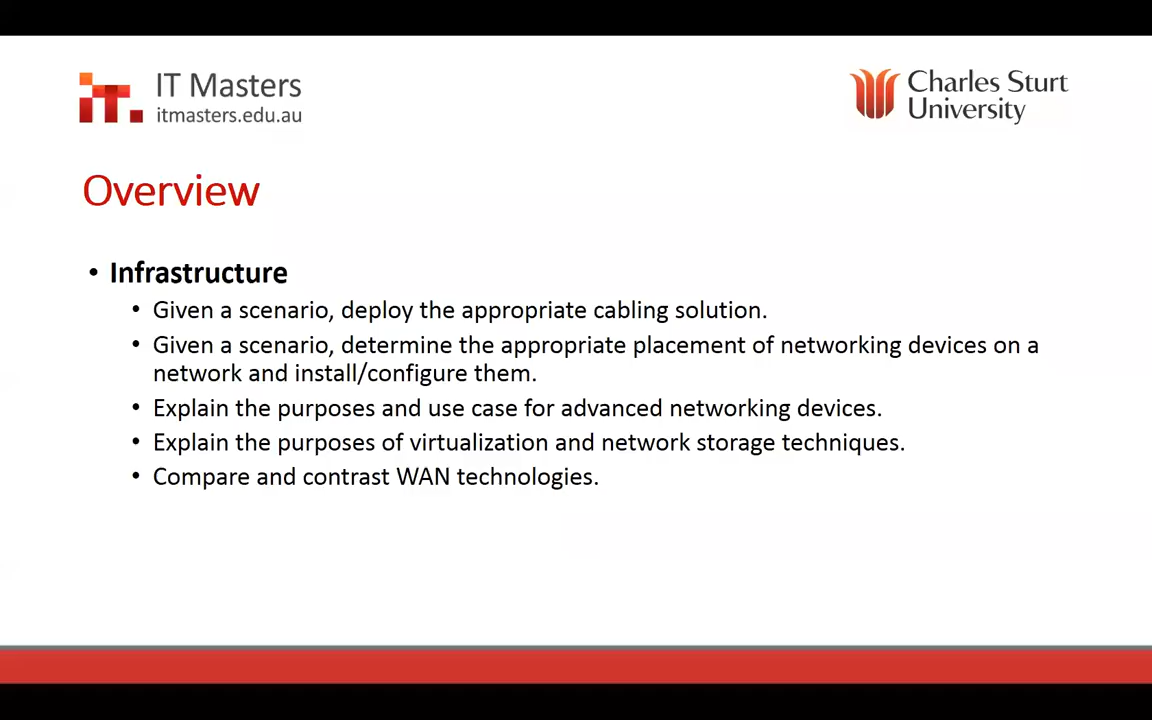 IT Masters
itmasters.edu.au
Charles Sturt
University
Overview
• Infrastructure
• Given a scenario, deploy the appropriate cabling solution.
• Given a scenario, determine the appropriate placement of networking devices on a
network and install/configure them.
• Explain the purposes and use case for advanced networking devices.
• Explain the purposes of virtualization and network storage techniques.
• Compare and contrast WAN technologies.